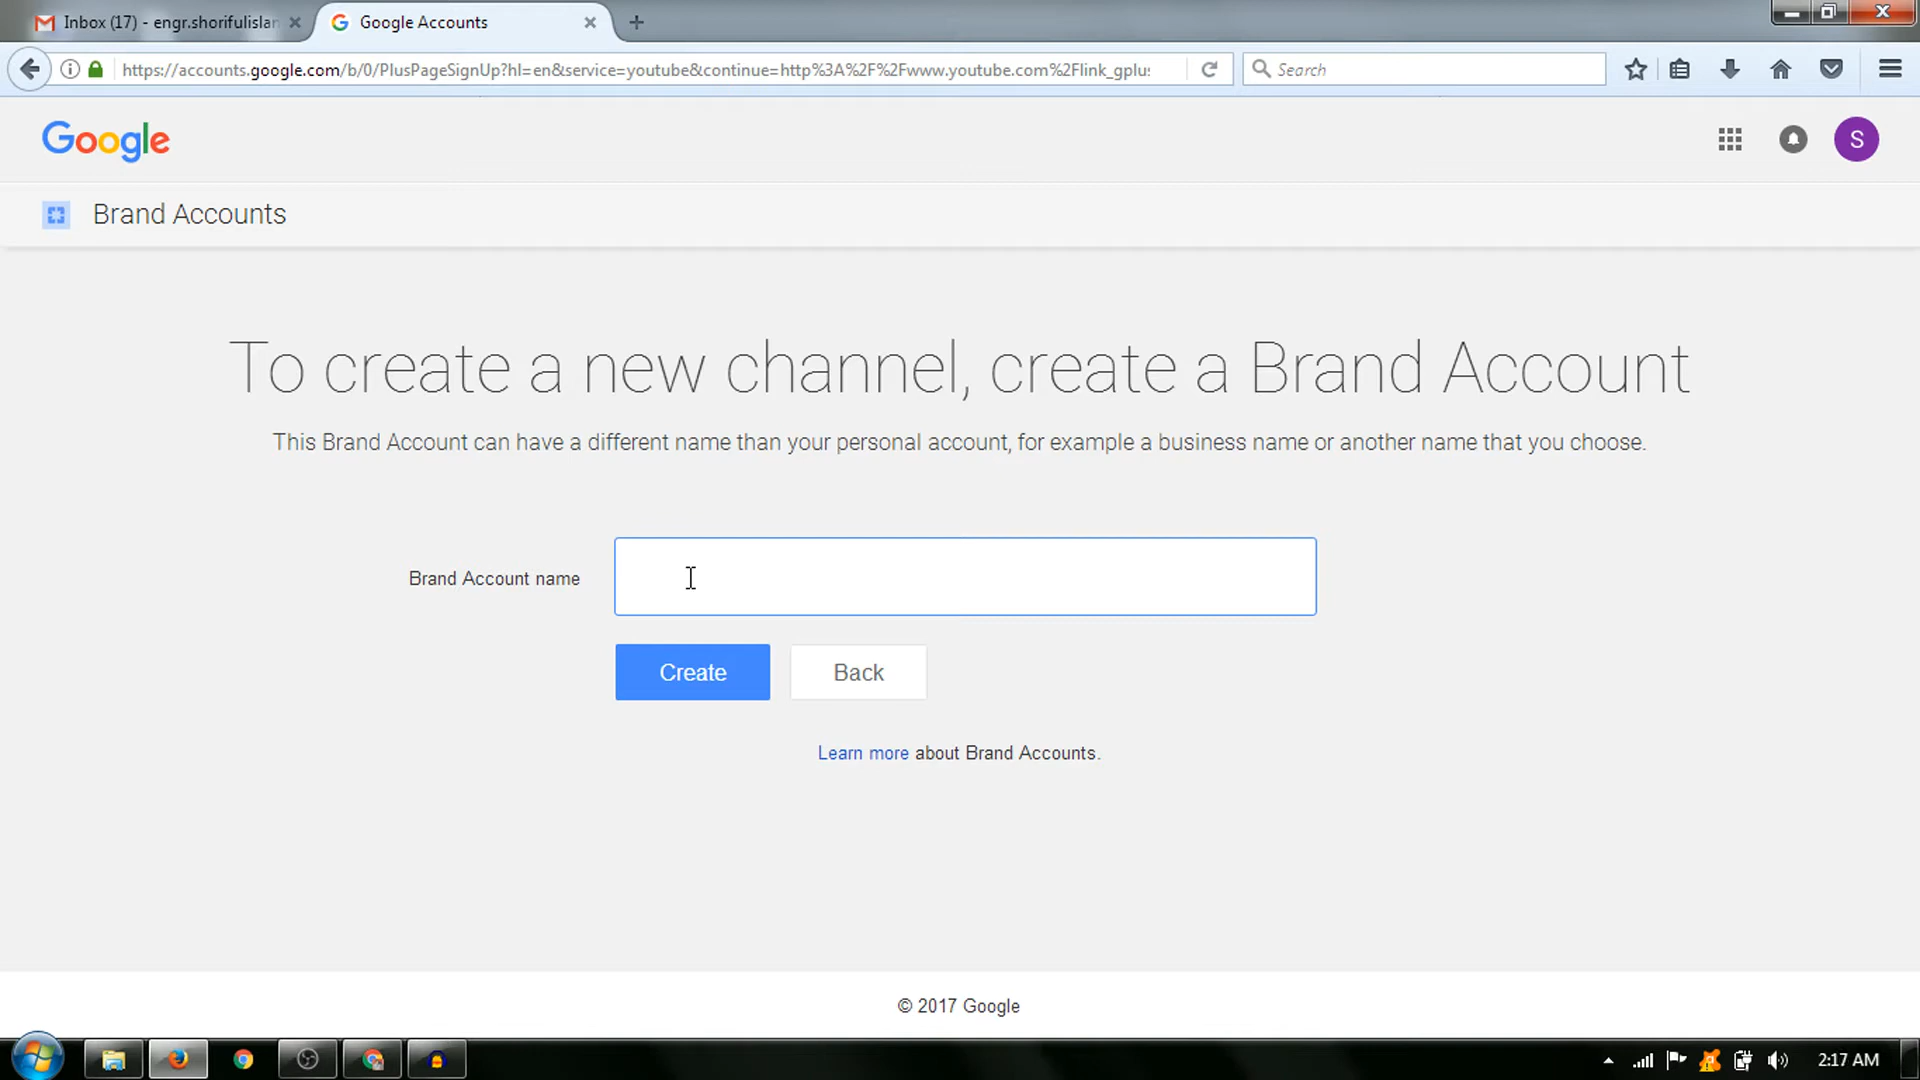 Inbox (17) - engr.shorifulislan
Google Accounts
https://accounts.google.com/b/0/PlusPageSignUp?hl=en&service=youtube&continue=http%3A%2F%2Fwww.youtube.com%2Flink_gplus
Search
Google
S
Brand Accounts
To create a new channel, create a Brand Account
This Brand Account can have a different name than your personal account, for example a business name or another name that you choose.
Brand Account name
Create
Back
Learn more about Brand Accounts.
© 2017 Google
2:17 AM